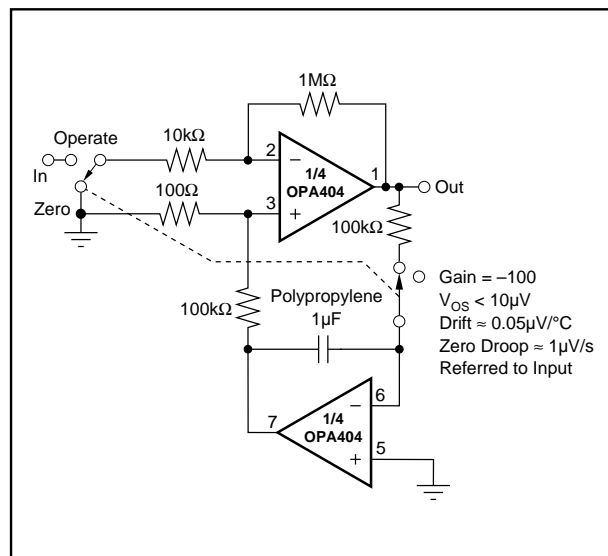 1MΩ
Operate
10kΩ
In
2
–
1/4
OPA404
1
Out
100Ω
3
+
Zero
100kΩ
100kΩ
Polypropylene
1µF
Gain = –100
VOS < 10µV
Drift ≈ 0.05µV/°C
Zero Droop ≈ 1µV/s
Referred to Input
6
–
7
1/4
OPA404
+
5